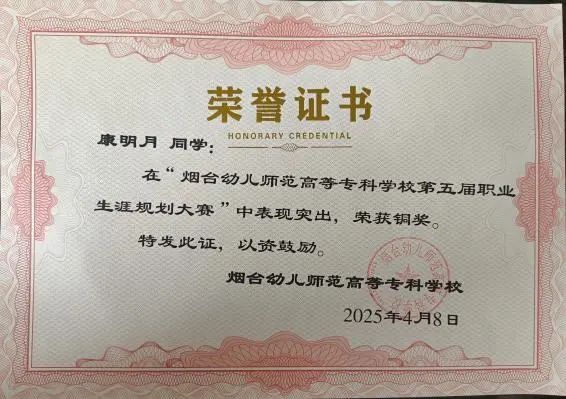 荣誉证书
HONORARY CREDENTIAL
康明月 同学：
在“烟台幼儿师范高等专科学校第五届职业
生涯规划大赛”中表现突出，荣获铜奖。
特发此证，以资鼓励。
烟台幼儿师范高等专科学校
2025年4月8日